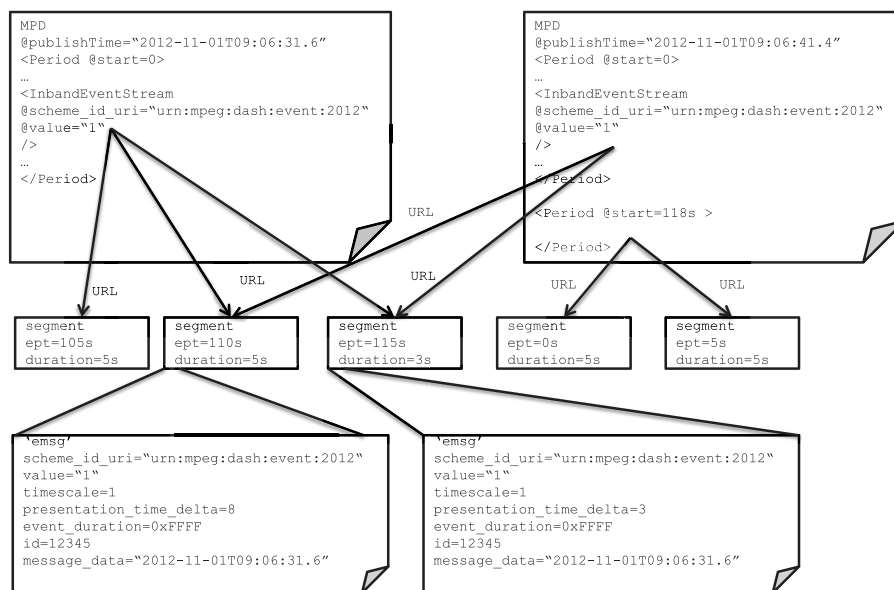 MPD
@publishTime=“2012-11-01T09:06:31.6”
<Period @start=0>
…
<InbandEventStream
@scheme_id_uri=“urn:mpeg:dash:event:2012“
@value=“1“
/>
…
</Period>
MPD
@publishTime=“2012-11-01T09:06:41.4”
<Period @start=0>
…
<InbandEventStream
@scheme_id_uri=“urn:mpeg:dash:event:2012“
@value=“1“
/>
…
</Period>
<Period @start=118s >
</Period>
URL
URL
URL
URL
URL
URL
segment
ept=105s
duration=5s
segment
ept=110s
duration=5s
segment
ept=115s
duration=3s
segment
ept=0s
duration=5s
segment
ept=5s
duration=5s
‘emsg’
scheme_id_uri=“urn:mpeg:dash:event:2012“
value=“1“
timescale=1
presentation_time_delta=8
event_duration=0xFFFF
id=12345
message_data=“2012-11-01T09:06:31.6”
‘emsg’
scheme_id_uri=“urn:mpeg:dash:event:2012“
value=“1“
timescale=1
presentation_time_delta=3
event_duration=0xFFFF
id=12345
message_data=“2012-11-01T09:06:31.6”